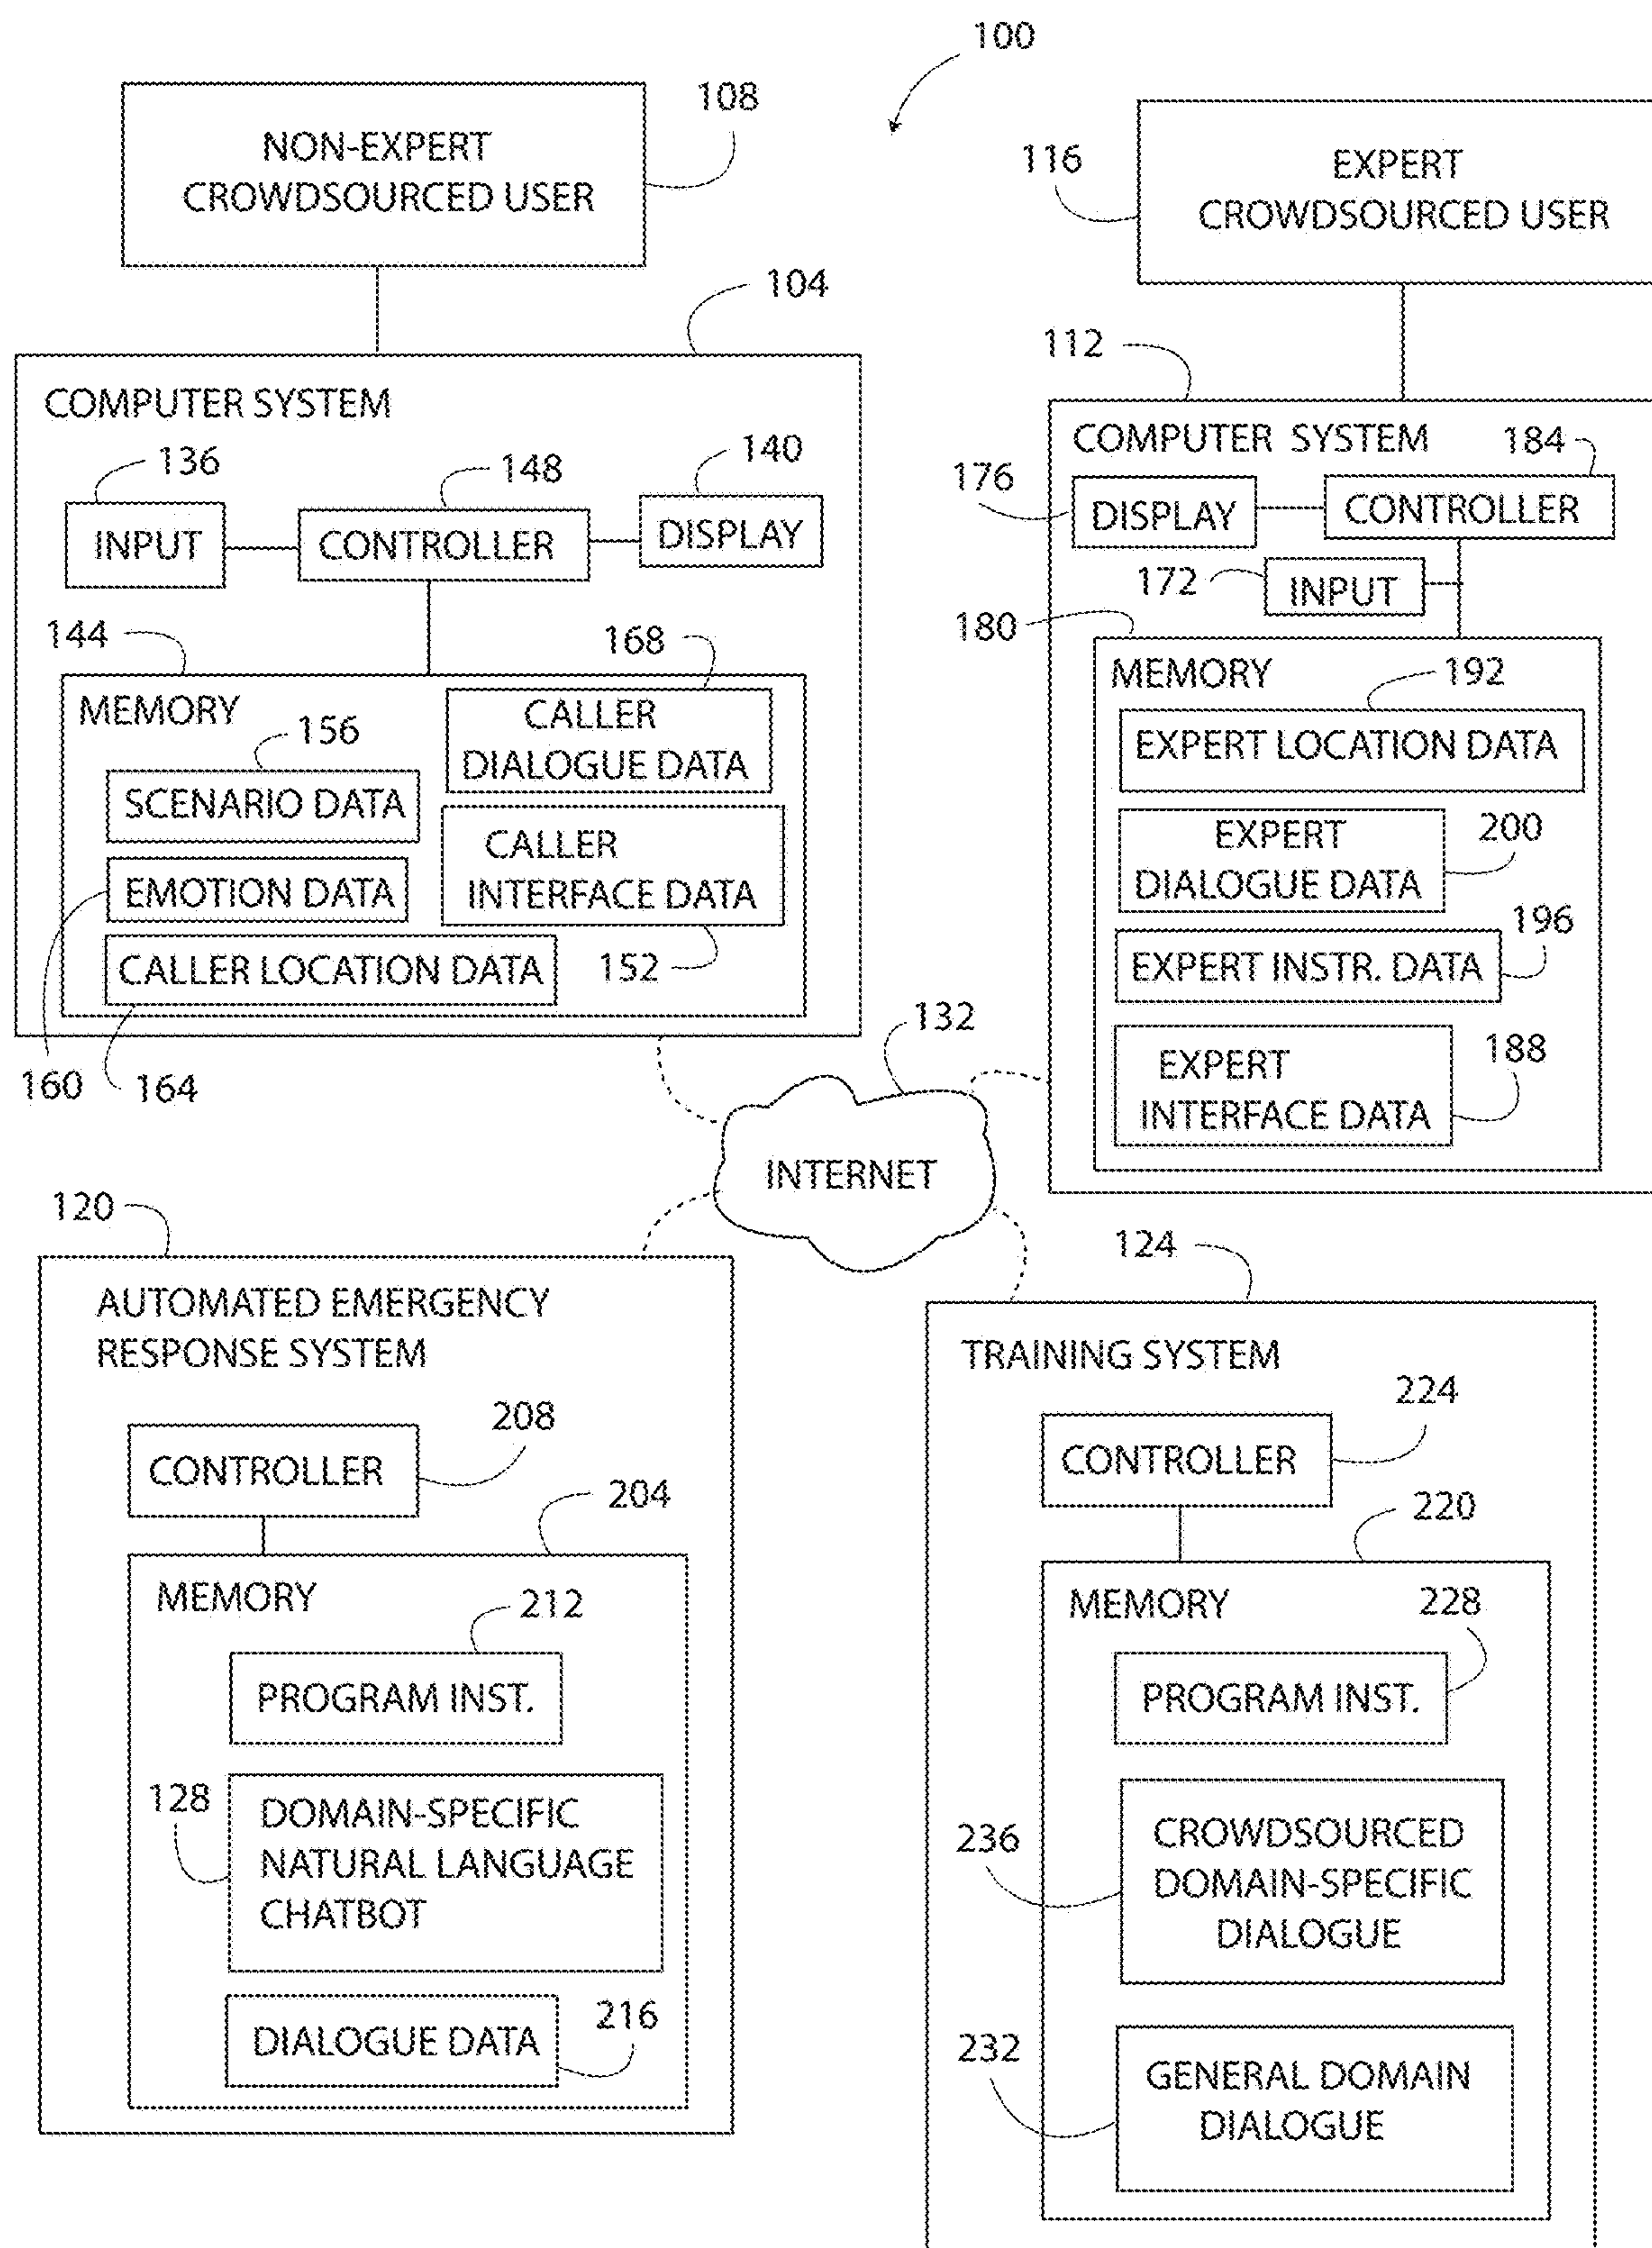 100
108
NON-EXPERT
CROWDSOURCED USER
116
EXPERT
CROWDSOURCED USER
104
COMPUTER SYSTEM
136
148
140
INPUT
CONTROLLER
DISPLAY
144
168
MEMORY
156
CALLER
DIALOGUE DATA
SCENARIO DATA
CALLER
INTERFACE DATA
EMOTION DATA
CALLER LOCATION DATA
152
160
164
112
COMPUTER SYSTEM
184
176
DISPLAY
CONTROLLER
172
INPUT
180
MEMORY
192
EXPERT LOCATION DATA
EXPERT
DIALOGUE DATA
200
196
EXPERT INSTR. DATA
EXPERT
INTERFACE DATA
188
132
INTERNET
120
AUTOMATED EMERGENCY
RESPONSE SYSTEM
208
CONTROLLER
204
MEMORY
212
PROGRAM INST.
128
DOMAIN-SPECIFIC
NATURAL LANGUAGE
CHATBOT
216
DIALOGUE DATA
124
TRAINING SYSTEM
224
CONTROLLER
220
MEMORY
228
PROGRAM INST.
236
CROWDSOURCED
DOMAIN-SPECIFIC
DIALOGUE
232
GENERAL DOMAIN
DIALOGUE